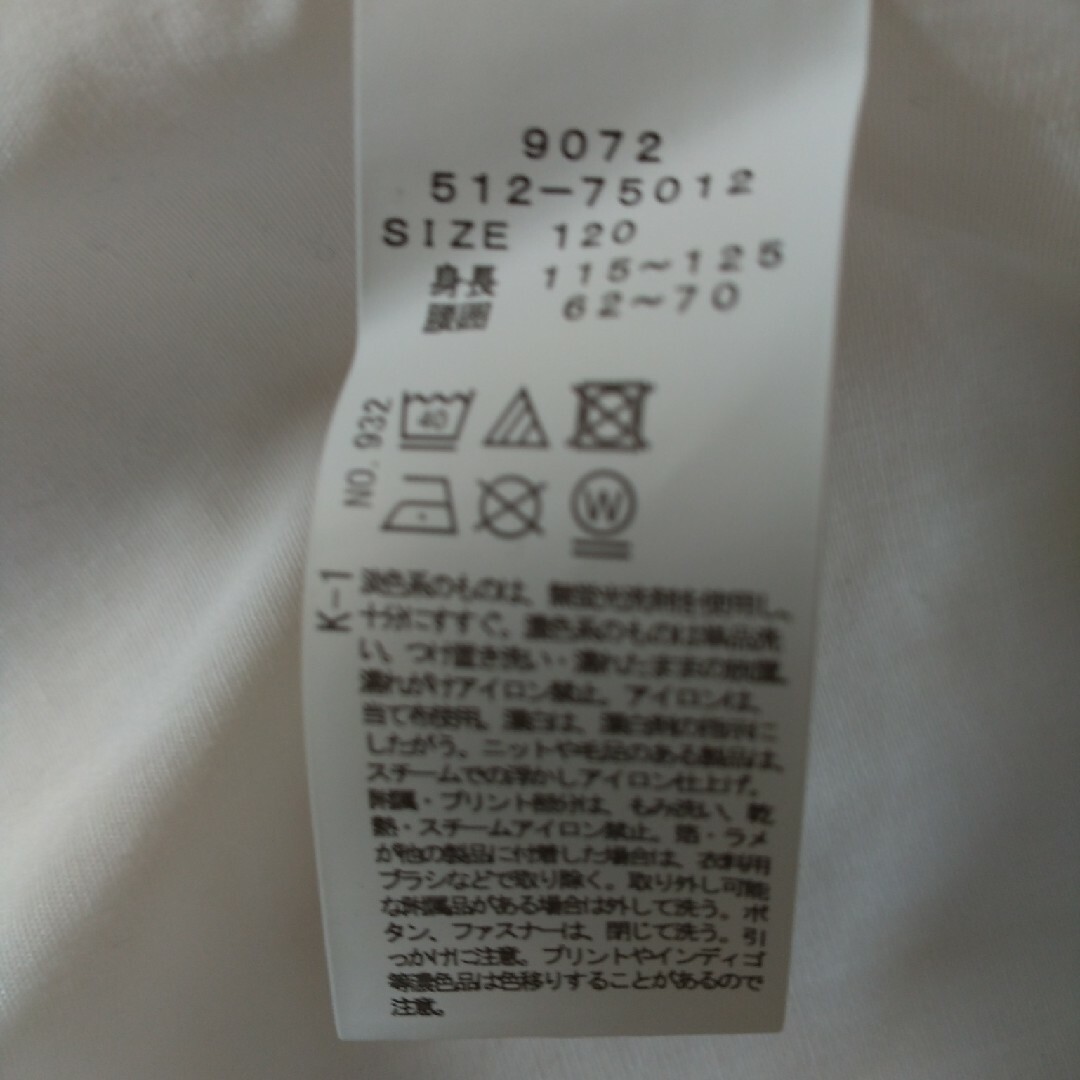 9072
512-75012
SIZE 120
身長 115~125
腰囲 62~70
NO. 932
40
W
K-1
淡色系のものは、無蛍光洗剤を使用し、
十分にすすぐ。濃色系のものは単品洗
い。つけ置き洗い・濡れたままの放置、
濡れがけアイロン禁止。アイロンは、
当て布使用。漂白は、漂白剤の指示に
したがう。ニットや毛足のある製品は、
スチームでの浮かしアイロン仕上げ。
附属・プリント部分は、もみ洗い、乾
熱・スチームアイロン禁止。箔・ラメ
が他の製品に付着した場合は、衣料用
ブラシなどで取り除く。取り外し可能
な附属品がある場合は外して洗う。ボ
タン、ファスナーは、閉じて洗う。引
っかけに注意。プリントやインディゴ
等濃色品は色移りすることがあるので
注意。